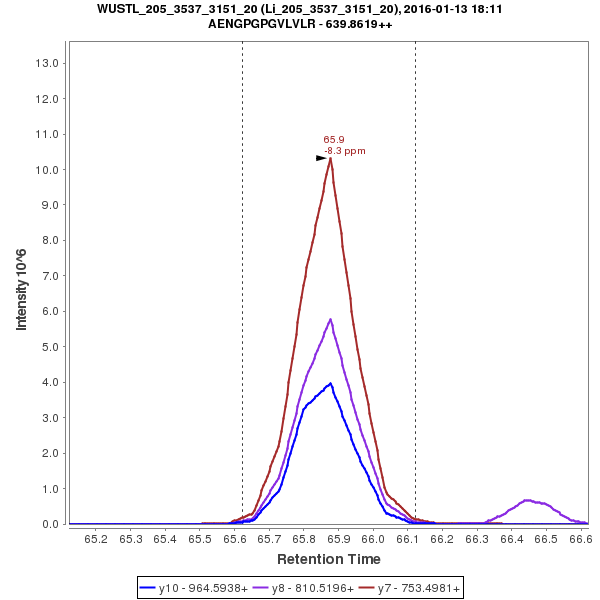 WUSTL_205_3537_3151_20 (Li_205_3537_3151_20), 2016-01-13 18:11
AENGPGPGVLVLR - 639.8619++
13.0
12.0
11.0
10.0
9.0
8.0
7.0
6.0
5.0
4.0
3.0
2.0
1.0
0.0
Intensity 10^6
65.9
-8.3 ppm
65.2 65.3 65.4 65.5 65.6 65.7 65.8 65.9 66.0 66.1 66.2 66.3 66.4 66.5 66.6
Retention Time
y10 - 964.5938+ y8 - 810.5196+ y7 - 753.4981+